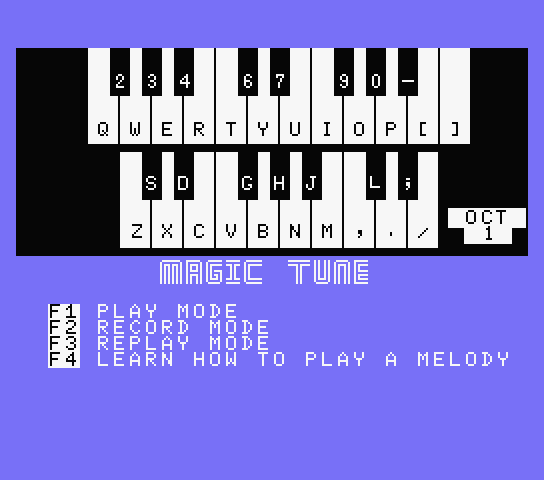 2 3 4 6 7 9 0 -
Q W E R T Y U I O P [ ]
S D G H J L ;
Z X C V B N M , . /
OCT
1
MAGIC TUNE
F1 PLAY MODE
F2 RECORD MODE
F3 REPLAY MODE
F4 LEARN HOW TO PLAY A MELODY